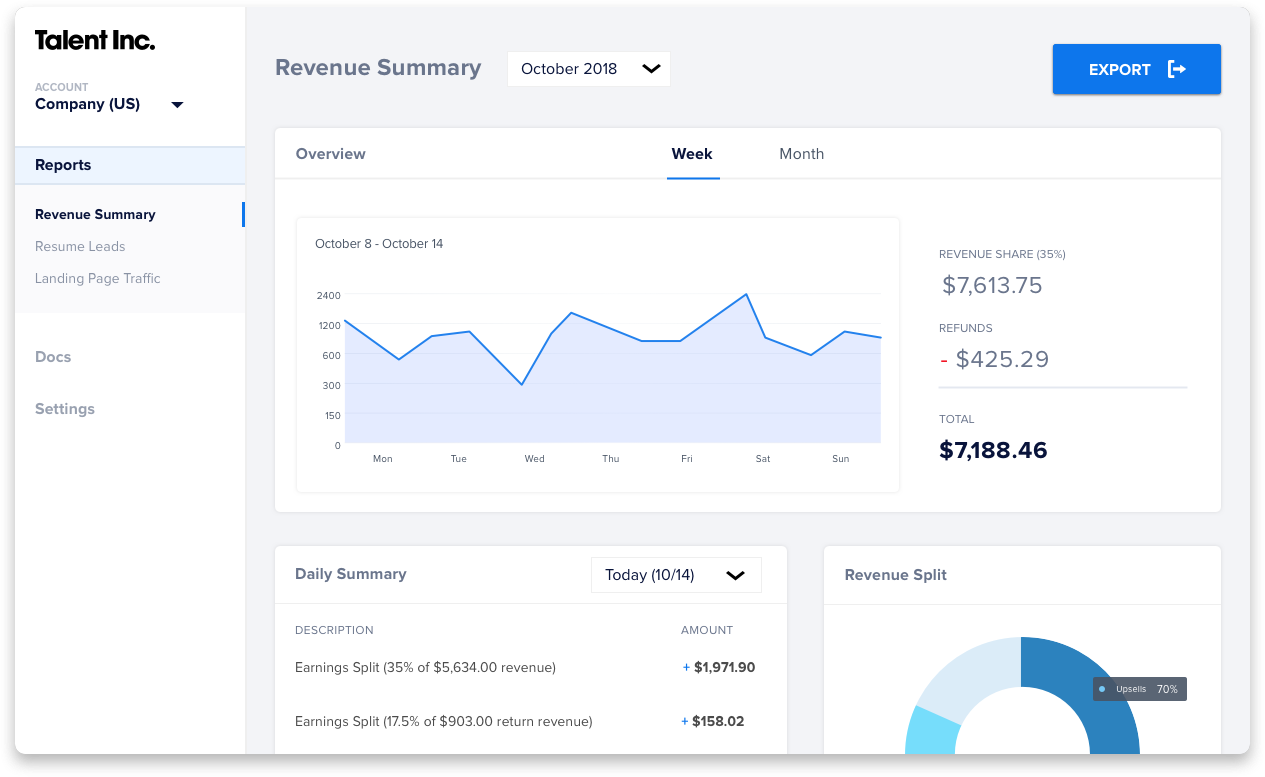 Talent Inc.
ACCOUNT
Company (US)
Reports
Revenue Summary
Resume Leads
Landing Page Traffic
Docs
Settings
Revenue Summary
October 2018
EXPORT
Overview
Week
Month
October 8 - October 14
2400
1200
600
300
150
0
Mon Tue Wed Thu Fri Sat Sun
REVENUE SHARE (35%)
$7,613.75
REFUNDS
- $425.29
TOTAL
$7,188.46
Daily Summary
Today (10/14)
DESCRIPTION AMOUNT
Earnings Split (35% of $5,634.00 revenue) + $1,971.90
Earnings Split (17.5% of $903.00 return revenue) + $158.02
Revenue Split
Upsells 70%